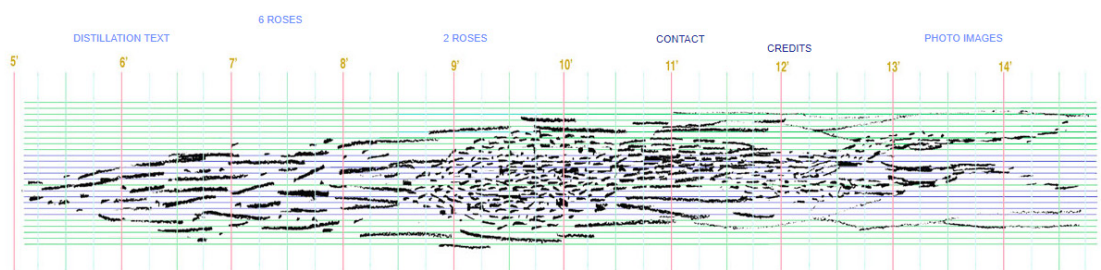 6 ROSES
DISTILLATION TEXT
2 ROSES
CONTACT
CREDITS
PHOTO IMAGES
5' 6' 7' 8' 9' 10' 11' 12' 13' 14'